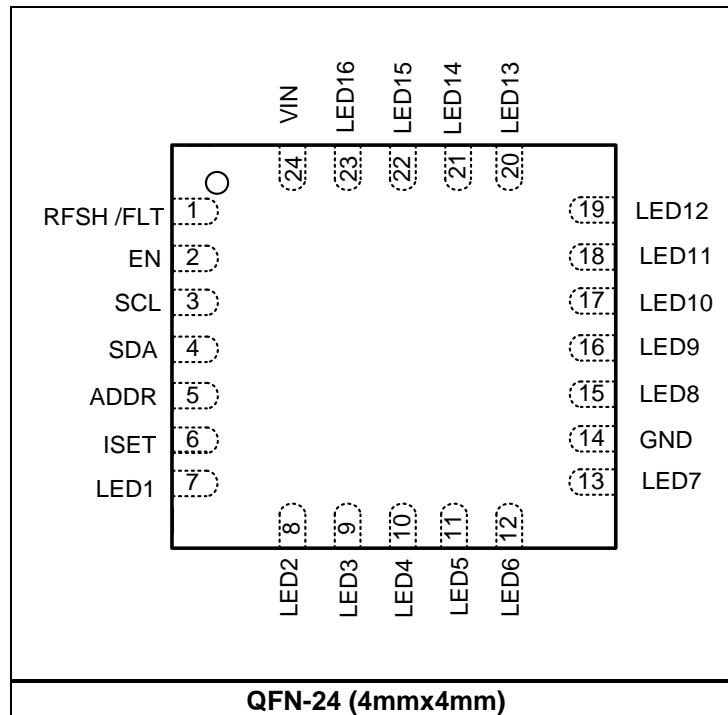 VIN
LED16
LED15
LED14
LED13
24
23
22
21
20
RFSH /FLT 1
EN 2
SCL 3
SDA 4
ADDR 5
ISET 6
LED1 7
19 LED12
18 LED11
17 LED10
16 LED9
15 LED8
14 GND
13 LED7
8
9
10
11
12
LED2
LED3
LED4
LED5
LED6
QFN-24 (4mmx4mm)